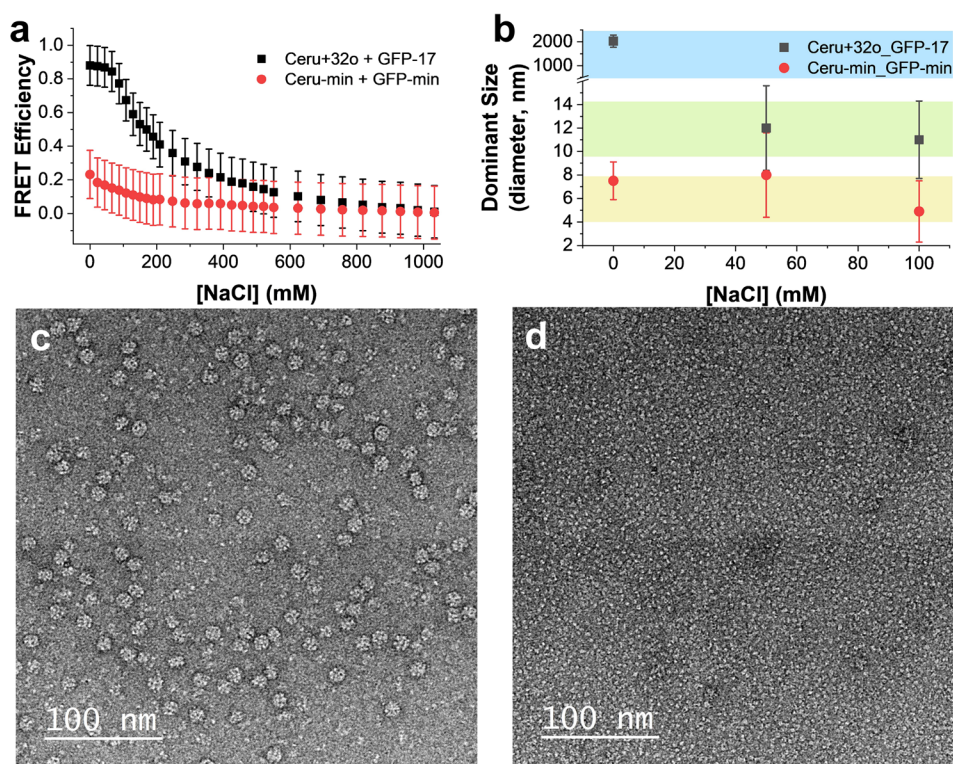 a
FRET Efficiency
1.0
0.8
0.6
0.4
0.2
0.0
Ceru+32o + GFP-17
Ceru-min + GFP-min
0 200 400 600 800 1000
[NaCl] (mM)
b
Dominant Size
(diameter, nm)
2000
1000
14
12
10
8
6
4
2
Ceru+32o_GFP-17
Ceru-min_GFP-min
0 20 40 60 80 100
[NaCl] (mM)
c
100 nm
d
100 nm